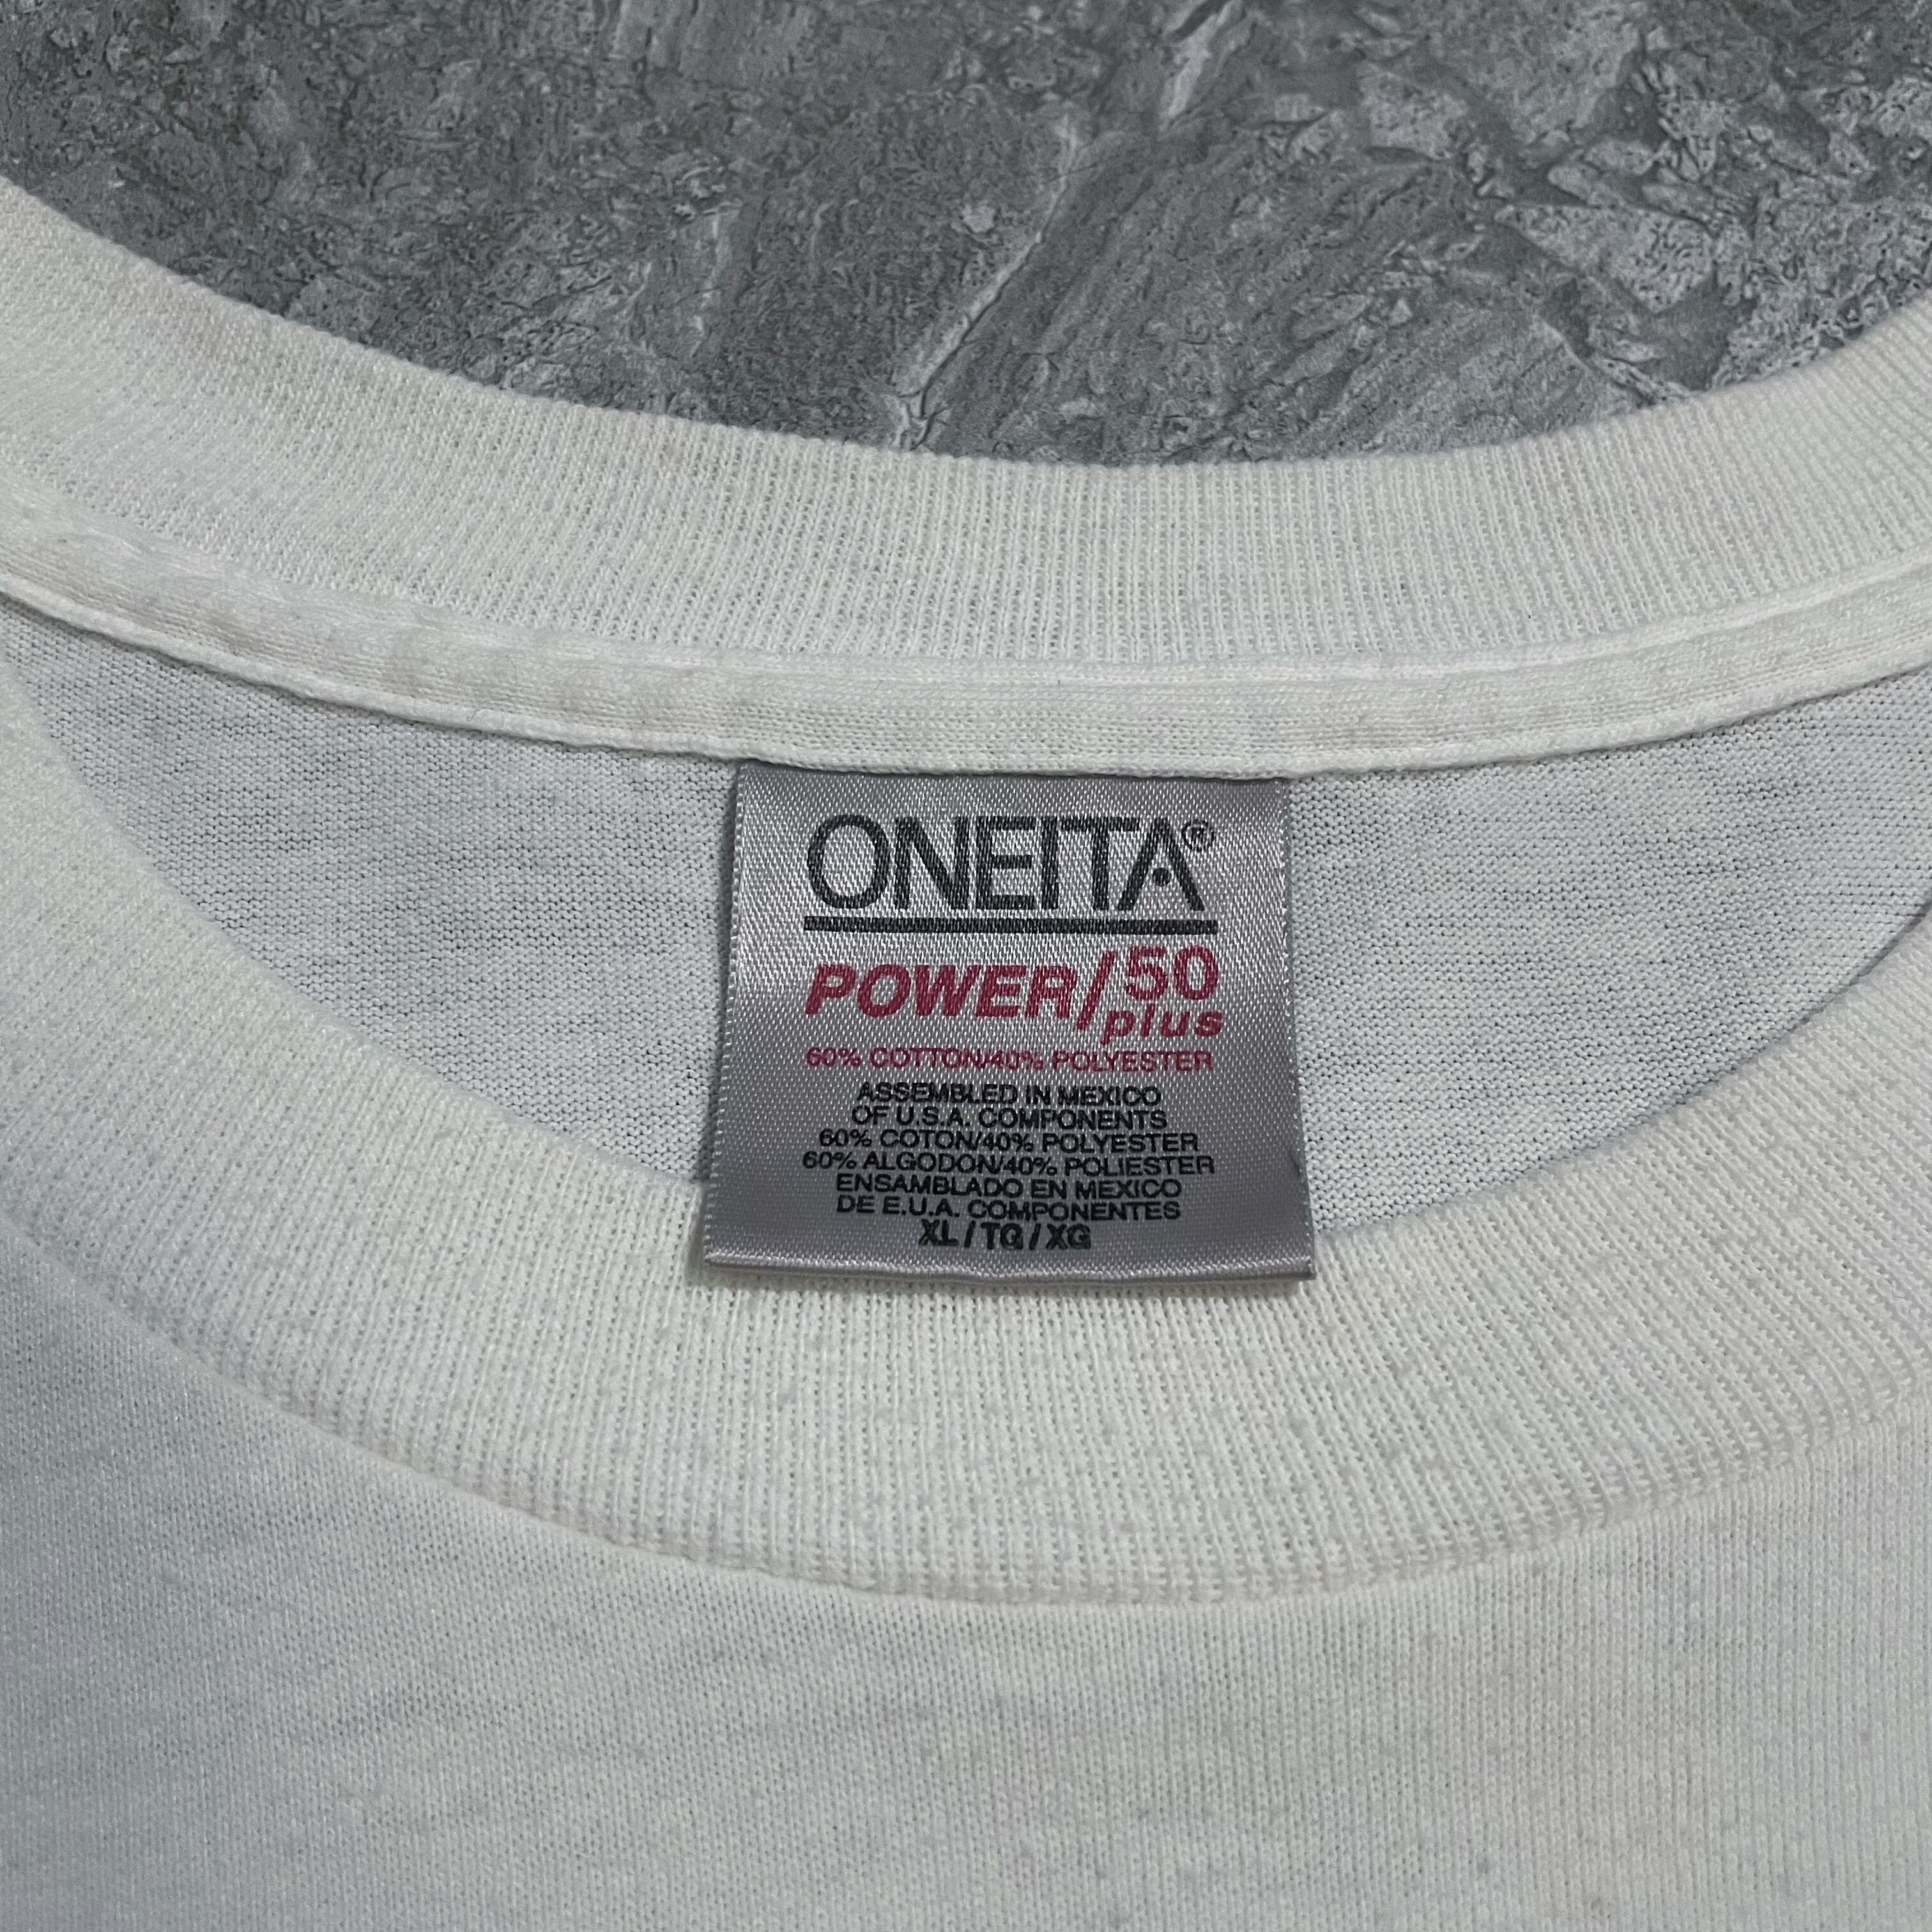 ONEITA®
POWER/50
plus
60% COTTON/40% POLYESTER
ASSEMBLED IN MEXICO
OF U.S.A. COMPONENTS
60% COTON/40% POLYESTER
60% ALGODON/40% POLIESTER
ENSAMBLADO EN MEXICO
DE E.U.A. COMPONENTES
XL/TG/XG